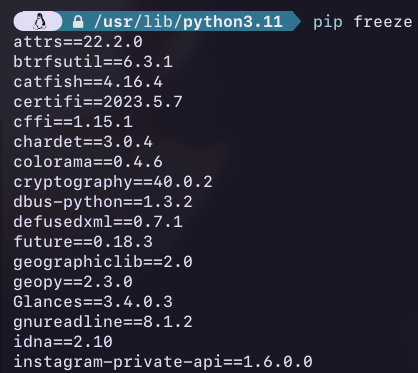 /usr/lib/python3.11 pip freeze
attrs==22.2.0
btrfsutil==6.3.1
catfish==4.16.4
certifi==2023.5.7
cffi==1.15.1
chardet==3.0.4
colorama==0.4.6
cryptography==40.0.2
dbus-python==1.3.2
defusedxml==0.7.1
future==0.18.3
geographiclib==2.0
geopy==2.3.0
Glances==3.4.0.3
gnureadline==8.1.2
idna==2.10
instagram-private-api==1.6.0.0